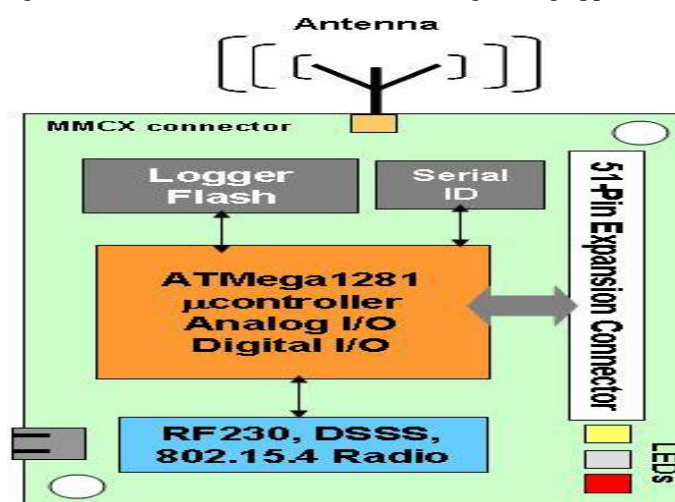 Antenna
MMCX connector
Logger
Flash
Serial
ID
51-Pin Expansion Connector
ATMega1281
μcontroller
Analog I/O
Digital I/O
RF230, DSSS,
802.15.4 Radio
LEDs